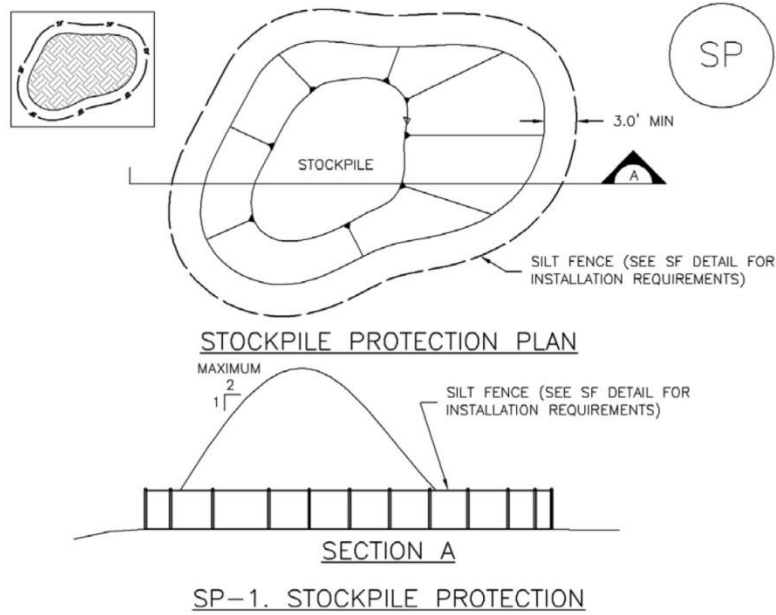 SP
3.0' MIN
STOCKPILE
A
SILT FENCE (SEE SF DETAIL FOR
INSTALLATION REQUIREMENTS)
STOCKPILE PROTECTION PLAN
MAXIMUM
2
1
SILT FENCE (SEE SF DETAIL FOR
INSTALLATION REQUIREMENTS)
SECTION A
SP-1. STOCKPILE PROTECTION